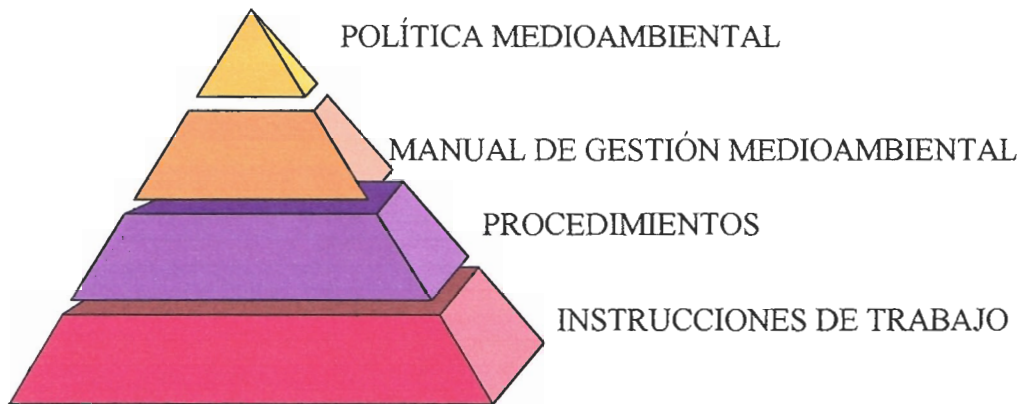 POLÍTICA MEDIOAMBIENTAL
MANUAL DE GESTIÓN MEDIOAMBIENTAL
PROCEDIMIENTOS
INSTRUCCIONES DE TRABAJO